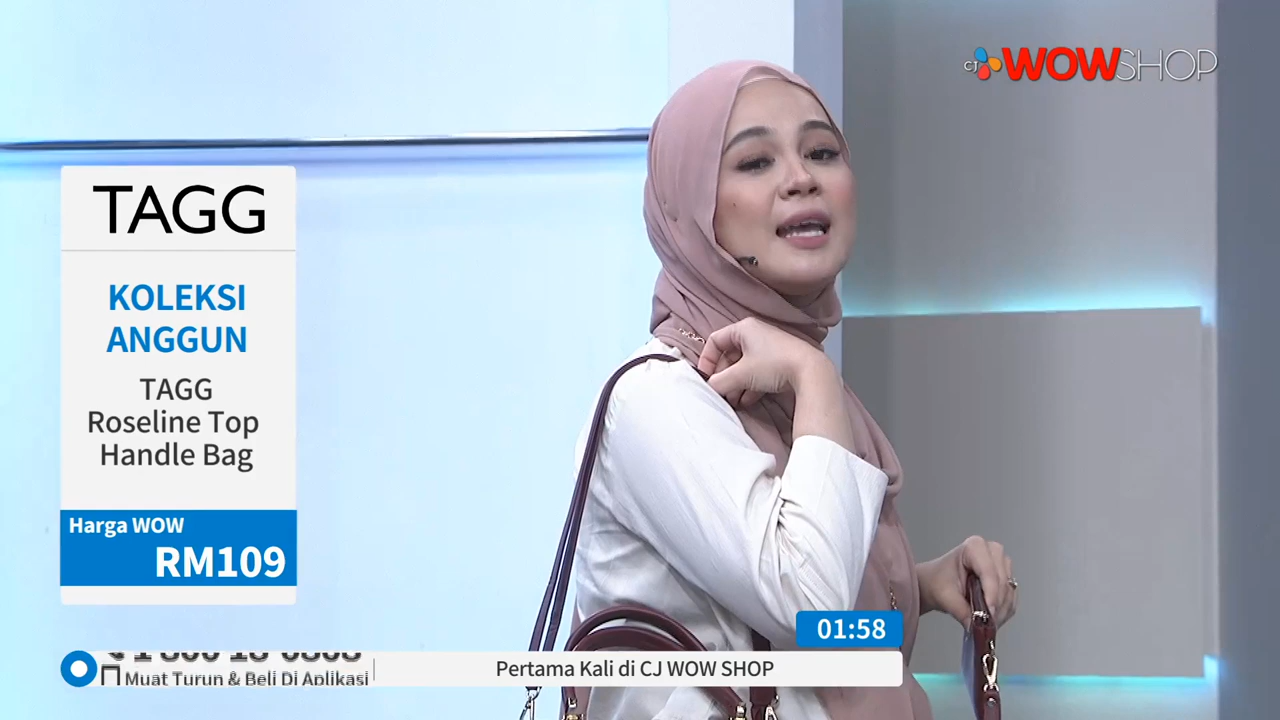 CJ WOWSHOP
TAGG
KOLEKSI
ANGGUN
TAGG
Roseline Top
Handle Bag
Harga WOW
RM109
01:58
Muat Turun & Beli Di Aplikasi
Pertama Kali di CJ WOW SHOP